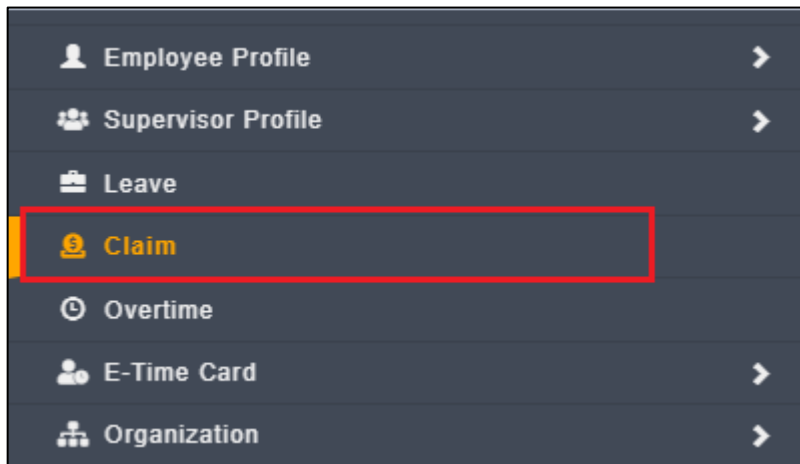 Employee Profile
Supervisor Profile
Leave
Claim
Overtime
E-Time Card
Organization